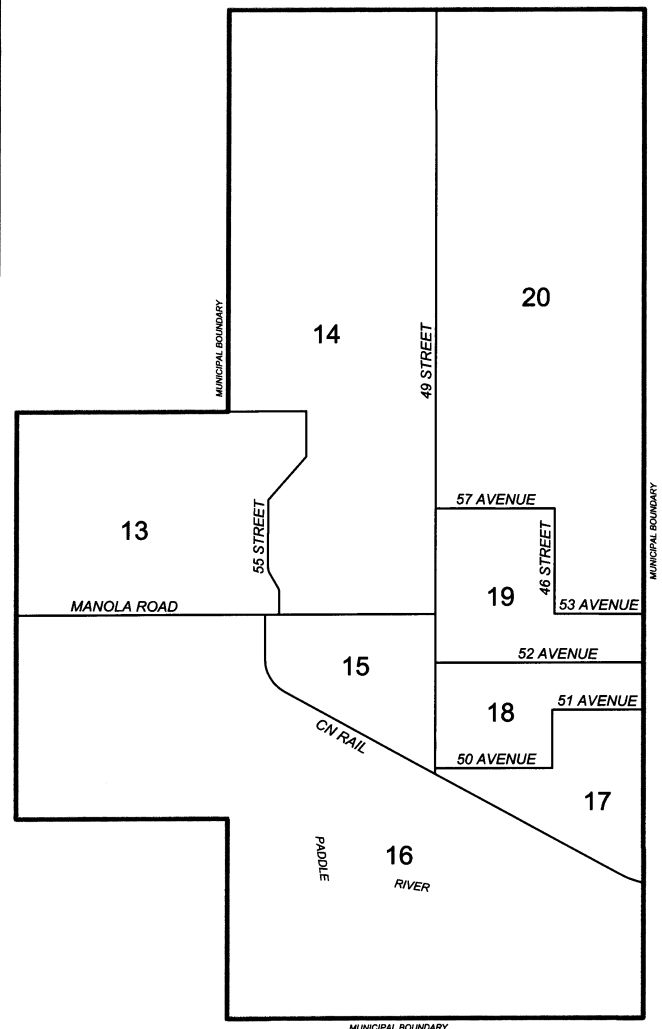 20
14
MUNICIPAL BOUNDARY
49 STREET
57 AVENUE
MUNICIPAL BOUNDARY
13
55 STREET
46 STREET
19
53 AVENUE
MANOLA ROAD
52 AVENUE
15
51 AVENUE
18
CN RAIL
50 AVENUE
17
PADDLE
16
RIVER
MUNICIPAL BOUNDARY